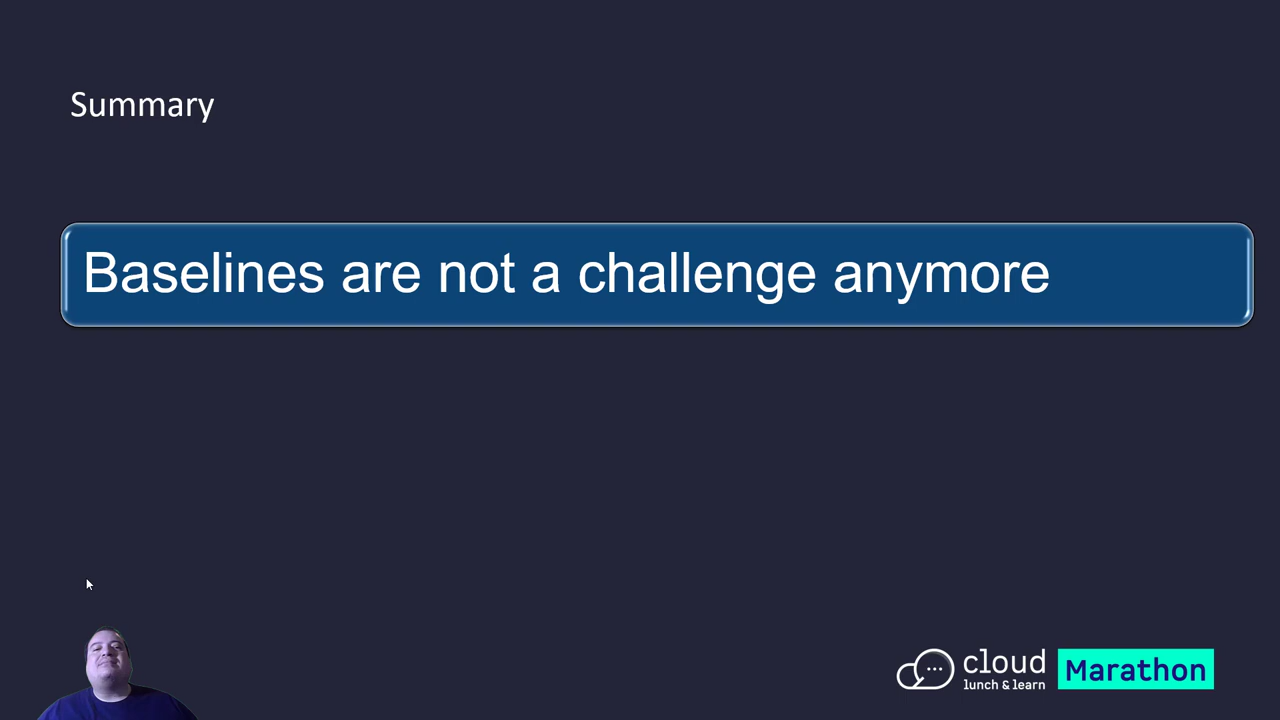 Summary
Baselines are not a challenge anymore
cloud
lunch & learn
Marathon